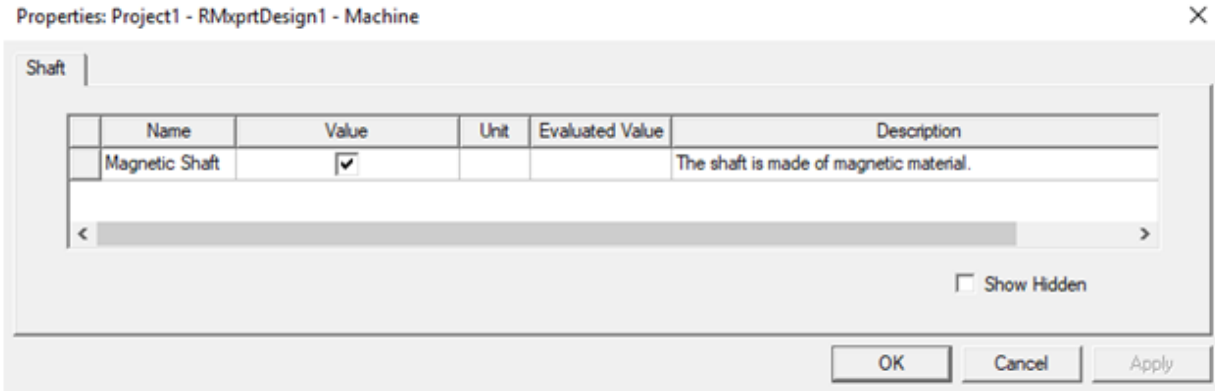 Properties: Project1 - RMxprtDesign1 - Machine
Shaft
Name Value Unit Evaluated Value Description
Magnetic Shaft The shaft is made of magnetic material.
Show Hidden
OK Cancel Apply